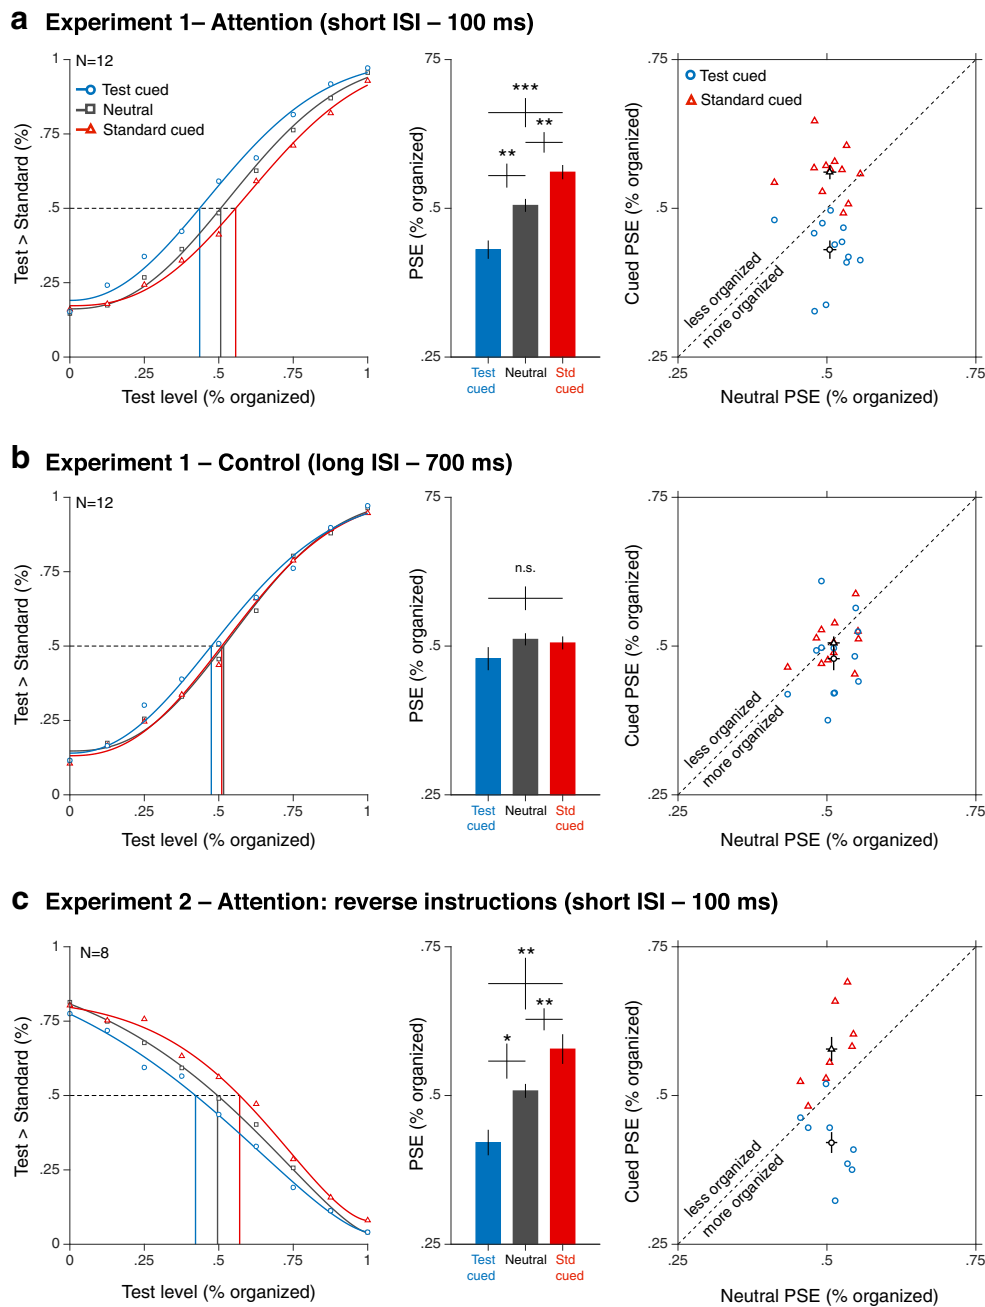 a Experiment 1– Attention (short ISI – 100 ms)
N=12
Test cued
Neutral
Standard cued
Test > Standard (%)
1
.75
.5
.25
0
0 .25 .5 .75 1
Test level (% organized)
PSE (% organized)
.75
.5
.25
***
**
**
Test cued
Neutral
Std cued
Cued PSE (% organized)
.75
.5
.25
Test cued
Standard cued
less organized
more organized
.25 .5 .75
Neutral PSE (% organized)
b Experiment 1 – Control (long ISI – 700 ms)
N=12
Test > Standard (%)
1
.75
.5
.25
0
0 .25 .5 .75 1
Test level (% organized)
PSE (% organized)
75
.5
.25
n.s.
Test cued
Neutral
Std cued
Cued PSE (% organized)
.75
.5
.25
less organized
more organized
.25 .5 .75
Neutral PSE (% organized)
c Experiment 2 – Attention: reverse instructions (short ISI – 100 ms)
N=8
Test > Standard (%)
1
.75
.5
.25
0
0 .25 .5 .75 1
Test level (% organized)
PSE (% organized)
.75
.5
.25
**
**
*
Test cued
Neutral
Std cued
Cued PSE (% organized)
.75
.5
.25
less organized
more organized
.25 .5 .75
Neutral PSE (% organized)